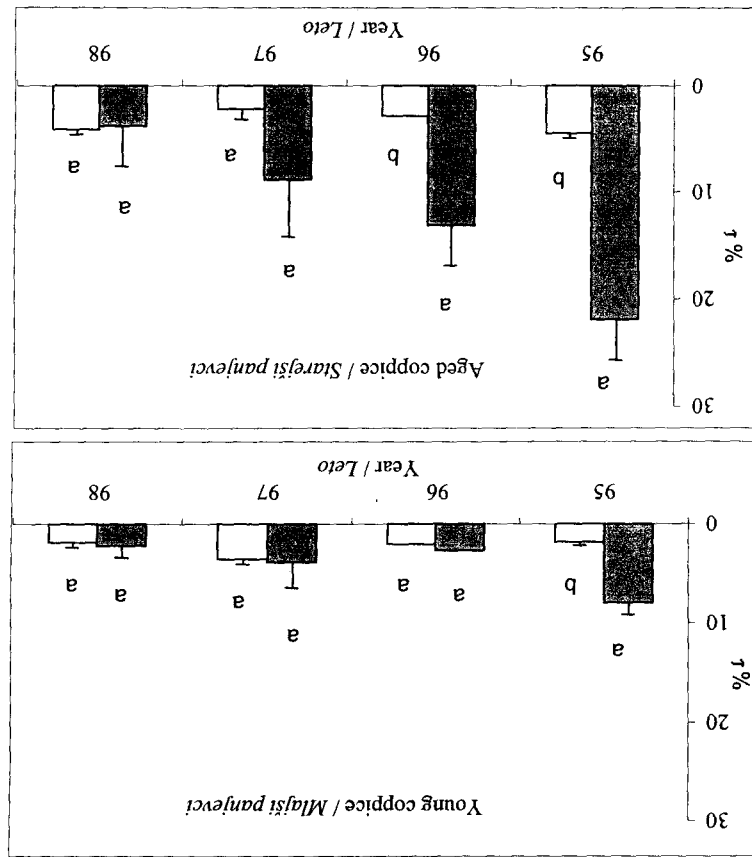 Young coppice / Mlajši panjevci
τ %
30
20
10
0
a b a a a a a a
95 96 97 98
Year / Leto
Aged coppice / Starejši panjevci
τ %
30
20
10
0
a b a b a a a a
95 96 97 98
Year / Leto